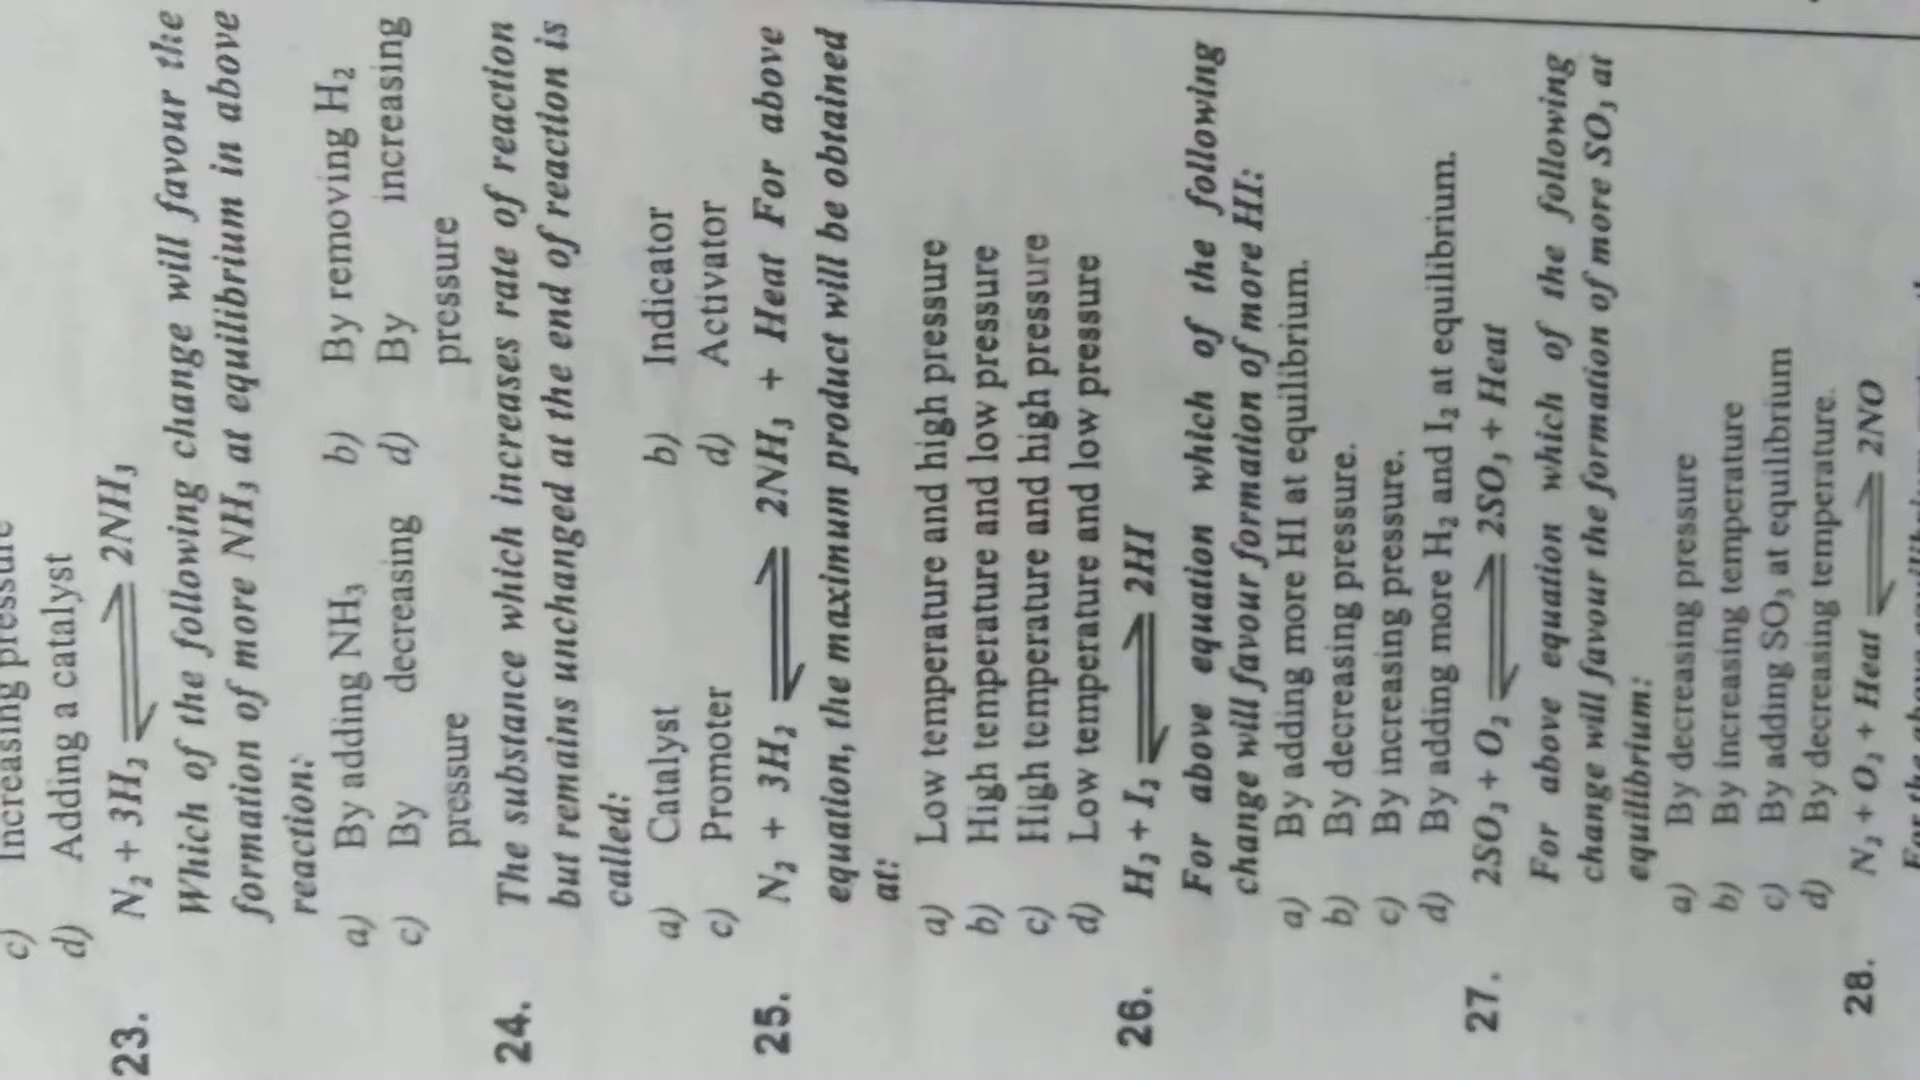 c) Increasing pressure
d) Adding a catalyst
23. N₂ + 3H₂ ⇌ 2NH₃
Which of the following change will favour the
formation of more NH₃ at equilibrium in above
reaction:
a) By adding NH₃ b) By removing H₂
c) By decreasing d) By increasing
pressure pressure
24. The substance which increases rate of reaction
but remains unchanged at the end of reaction is
called:
a) Catalyst b) Indicator
c) Promoter d) Activator
25. N₂ + 3H₂ ⇌ 2NH₃ + Heat For above
equation, the maximum product will be obtained
at:
a) Low temperature and high pressure
b) High temperature and low pressure
c) High temperature and high pressure
d) Low temperature and low pressure
26. H₂ + I₂ ⇌ 2HI
For above equation which of the following
change will favour formation of more HI:
a) By adding more HI at equilibrium.
b) By decreasing pressure.
c) By increasing pressure.
d) By adding more H₂ and I₂ at equilibrium.
27. 2SO₂ + O₂ ⇌ 2SO₃ + Heat
For above equation which of the following
change will favour the formation of more SO₃ at
equilibrium:
a) By decreasing pressure
b) By increasing temperature
c) By adding SO₃ at equilibrium
d) By decreasing temperature.
28. N₂ + O₂ + Heat ⇌ 2NO
For the above